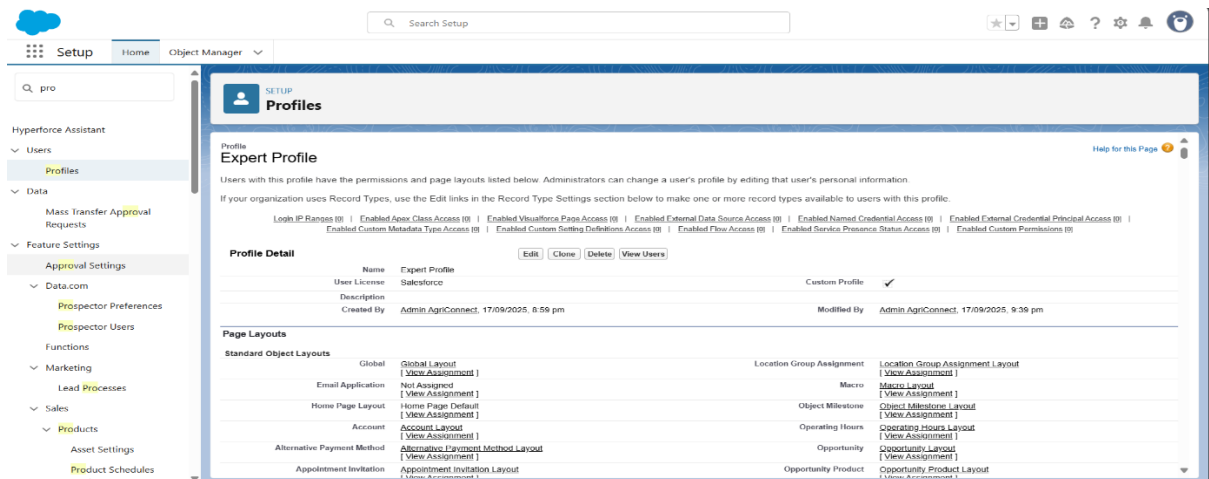 Search Setup
Setup Home Object Manager
pro
Hyperforce Assistant
Users
Profiles
Data
Mass Transfer Approval
Requests
Feature Settings
Approval Settings
Data.com
Prospector Preferences
Prospector Users
Functions
Marketing
Lead Processes
Sales
Products
Asset Settings
Product Schedules
SETUP
Profiles
Profile
Expert Profile
Help for this Page
Users with this profile have the permissions and page layouts listed below. Administrators can change a user's profile by editing that user's personal information.
If your organization uses Record Types, use the Edit links in the Record Type Settings section below to make one or more record types available to users with this profile.
Login IP Ranges [0] | Enabled Apex Class Access [0] | Enabled Visualforce Page Access [0] | Enabled External Data Source Access [0] | Enabled Named Credential Access [0] | Enabled External Credential Principal Access [0] |
Enabled Custom Metadata Type Access [0] | Enabled Custom Setting Definitions Access [0] | Enabled Flow Access [0] | Enabled Service Presence Status Access [0] | Enabled Custom Permissions [0]
Profile Detail Edit Clone Delete View Users
Name Expert Profile
User License Salesforce Custom Profile ✓
Description
Created By Admin AgriConnect, 17/09/2025, 8:59 pm Modified By Admin AgriConnect, 17/09/2025, 9:39 pm
Page Layouts
Standard Object Layouts
Global Global Layout Location Group Assignment Location Group Assignment Layout
[ View Assignment ] [ View Assignment ]
Email Application Not Assigned Macro Macro Layout
[ View Assignment ] [ View Assignment ]
Home Page Layout Home Page Default Object Milestone Object Milestone Layout
[ View Assignment ] [ View Assignment ]
Account Account Layout Operating Hours Operating Hours Layout
[ View Assignment ] [ View Assignment ]
Alternative Payment Method Alternative Payment Method Layout Opportunity Opportunity Layout
[ View Assignment ] [ View Assignment ]
Appointment Invitation Appointment Invitation Layout Opportunity Product Opportunity Product Layout
[ View Assignment ] [ View Assignment ]